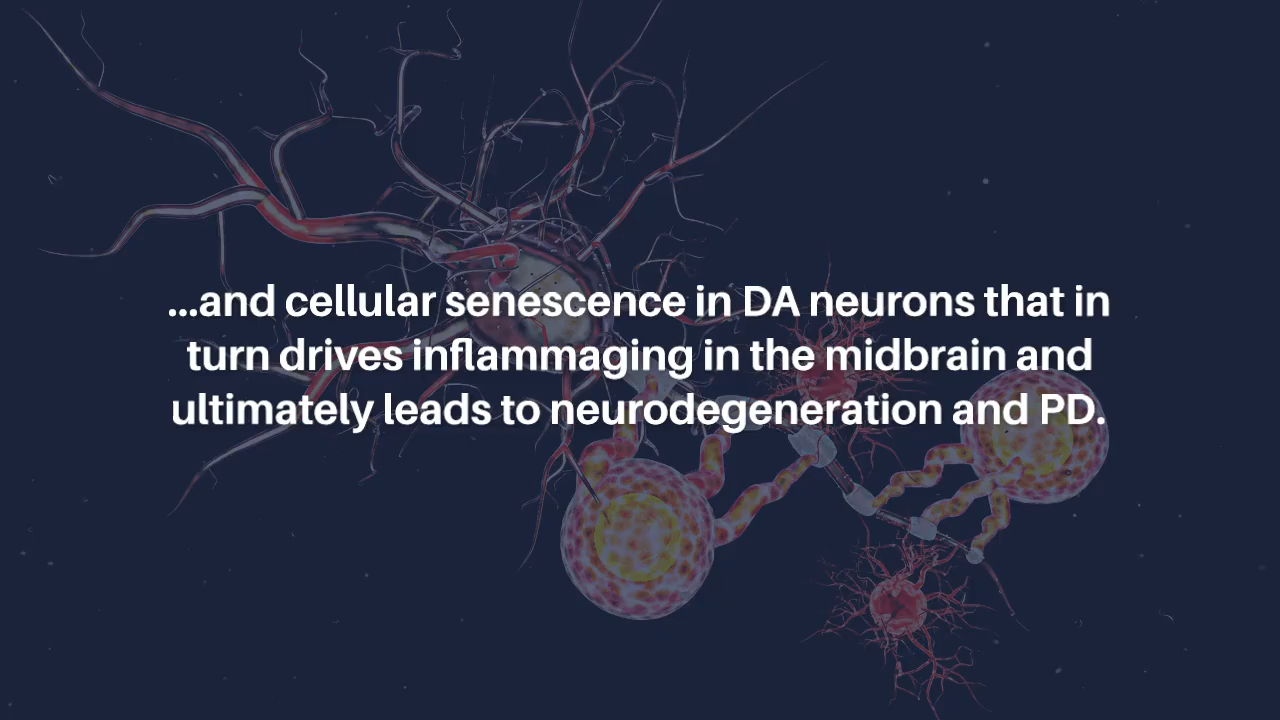 ...and cellular senescence in DA neurons that in
turn drives inflammaging in the midbrain and
ultimately leads to neurodegeneration and PD.